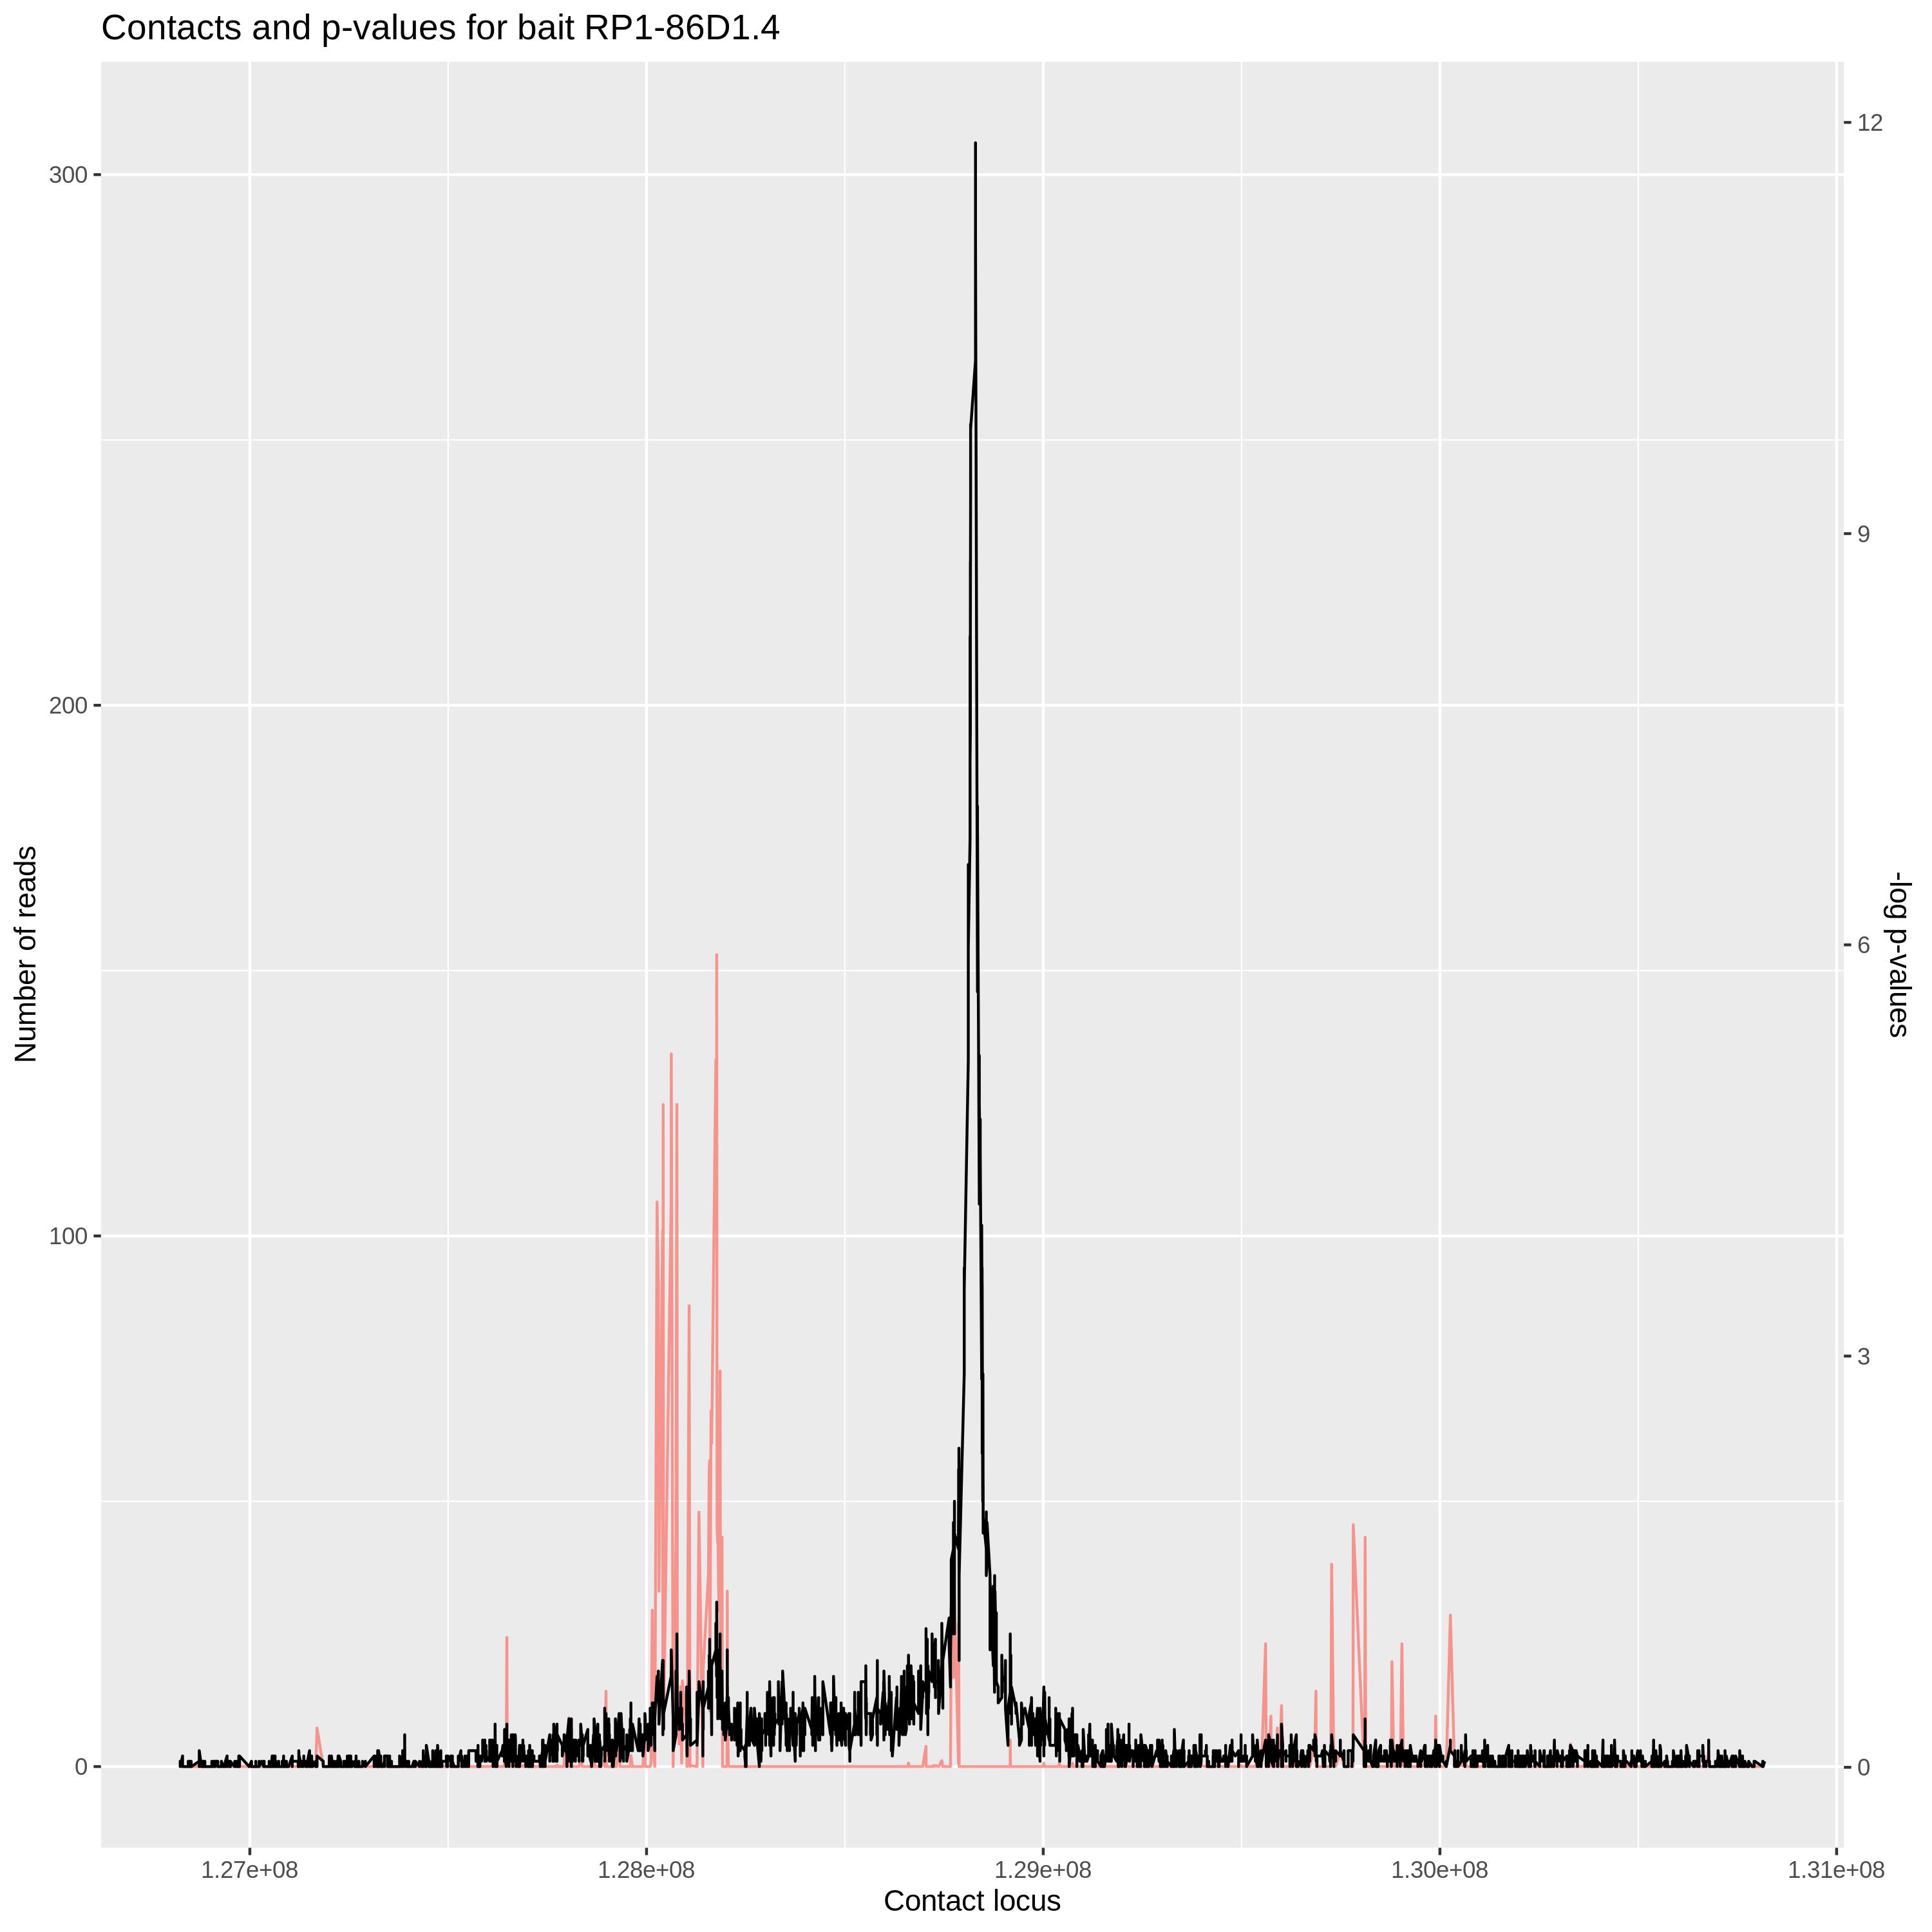 Contacts and p-values for bait RP1-86D1.4
300
200
100
0
Number of reads
12
9
6
3
0
-log p-values
1.27e+08 1.28e+08 1.29e+08 1.30e+08 1.31e+08
Contact locus